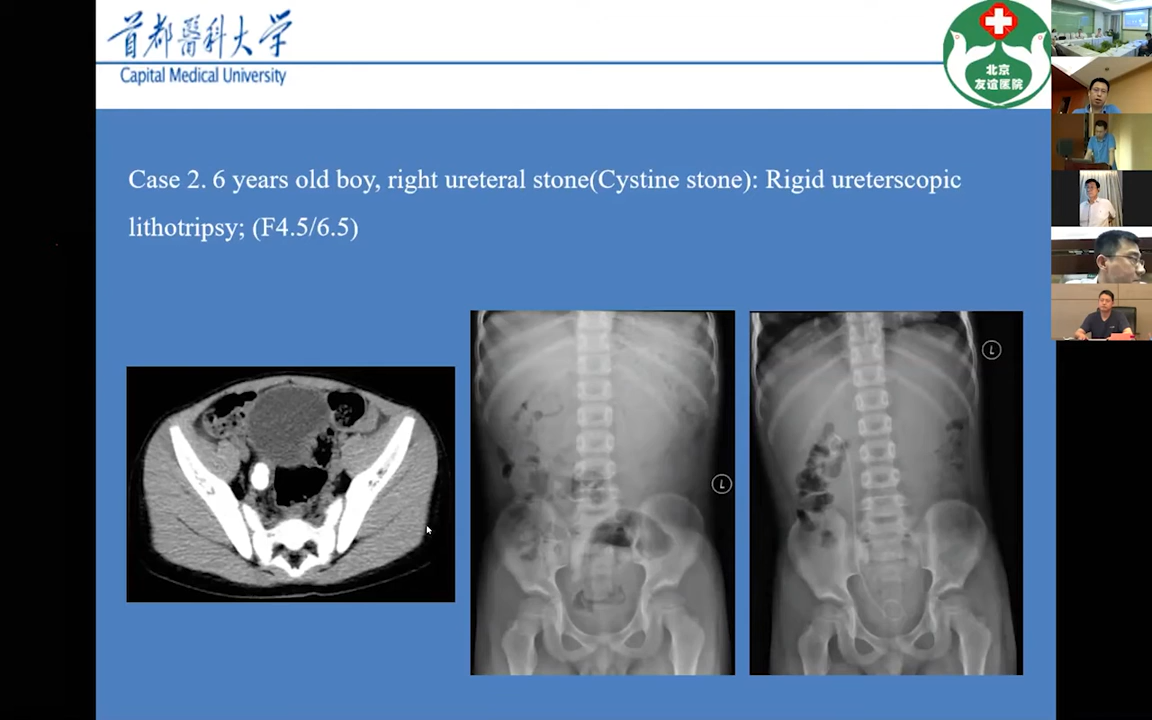 首都醫科大学
Capital Medical University
北京
友谊医院
Case 2. 6 years old boy, right ureteral stone(Cystine stone): Rigid ureterscopic
lithotripsy; (F4.5/6.5)
L
L